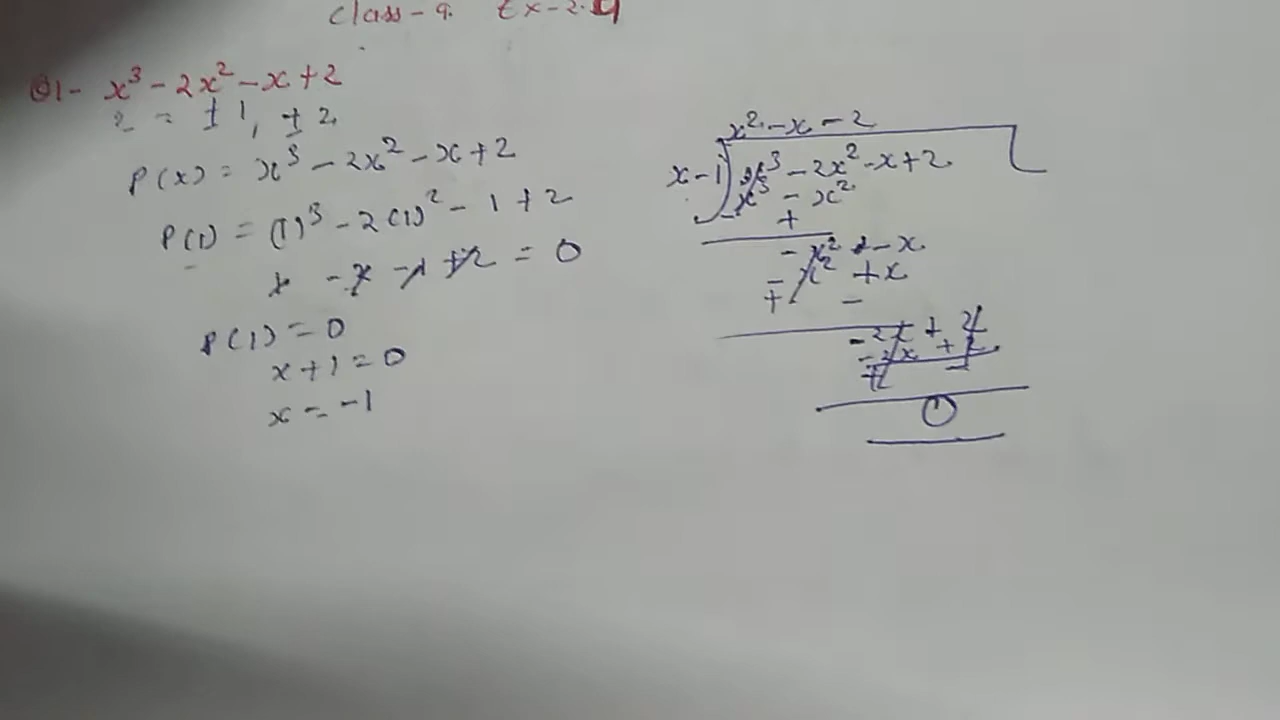 Class - 9. Ex - 2.4
Q1- x³ - 2x² - x + 2
2 = ±1, ±2
P(x) = x³ - 2x² - x + 2
P(1) = (1)³ - 2(1)² - 1 + 2
1 - 2 - 1 + 2 = 0
P(1) = 0
x + 1 = 0
x = -1
x² - x - 2
x - 1) x³ - 2x² - x + 2
x³ - x²
- +
- x² - x
- x² + x
+ -
- 2x + 2
- 2x + 2
+ -
0